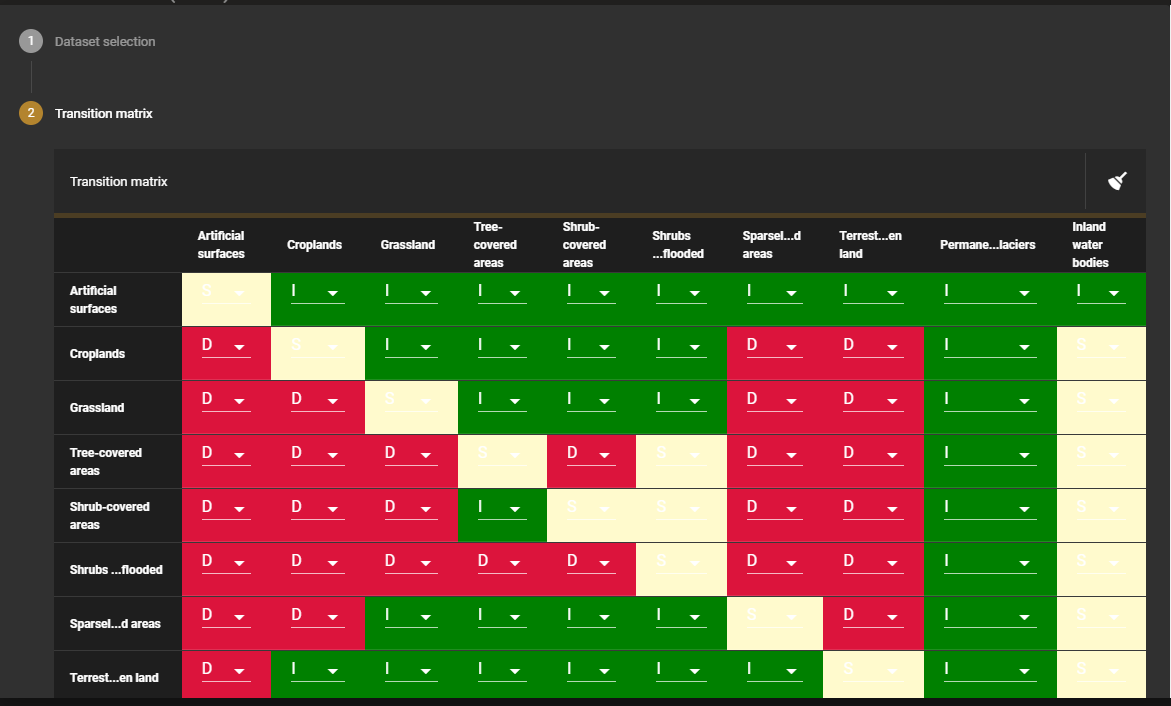 1 Dataset selection
2 Transition matrix
Transition matrix
Artificial surfaces Croplands Grassland Tree-covered areas Shrub-covered areas Shrubs ...flooded Sparsel...d areas Terrest...en land Permane...laciers Inland water bodies
Artificial surfaces S I I I I I I I I I
Croplands D S I I I I D D I S
Grassland D D S I I I D D I S
Tree-covered areas D D D S D S D D I S
Shrub-covered areas D D D I S S D D I S
Shrubs ...flooded D D D D D S D D I S
Sparsel...d areas D D I I I I S D I S
Terrest...en land D I I I I I I S I S